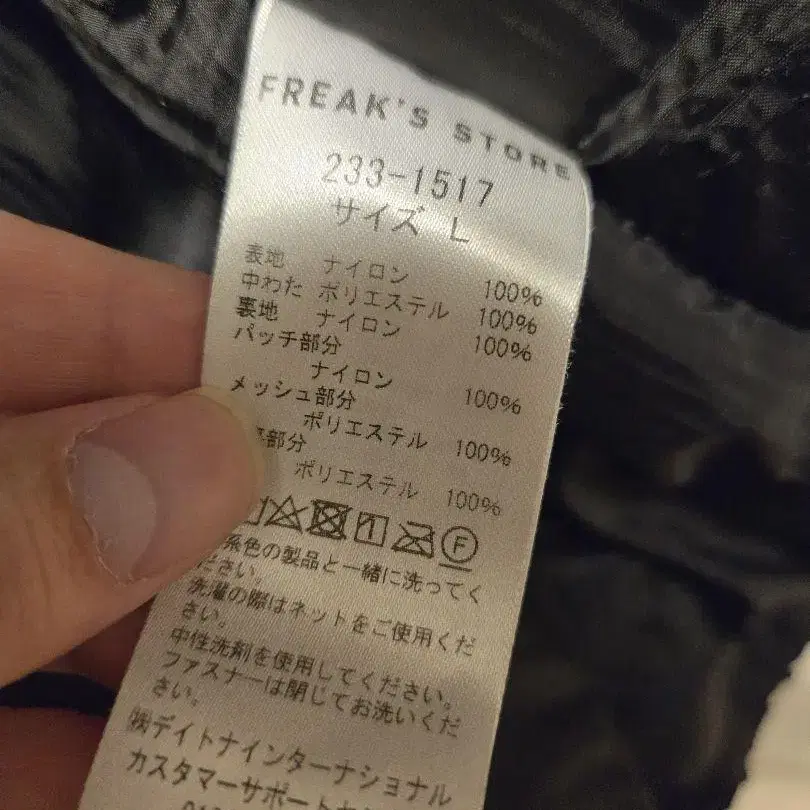 FREAK'S STORE
233-1517
サイズ L
表地 ナイロン 100%
中わた ポリエステル 100%
裏地 ナイロン 100%
パッチ部分
ナイロン 100%
メッシュ部分
ポリエステル 100%
部分
ポリエステル 100%
F
系色の製品と一緒に洗ってく
ださい。
洗濯の際はネットをご使用くだ
さい。
中性洗剤を使用してください。
ファスナーは閉じてお洗いくだ
さい。
㈱デイトナインターナショナル
カスタマーサポート